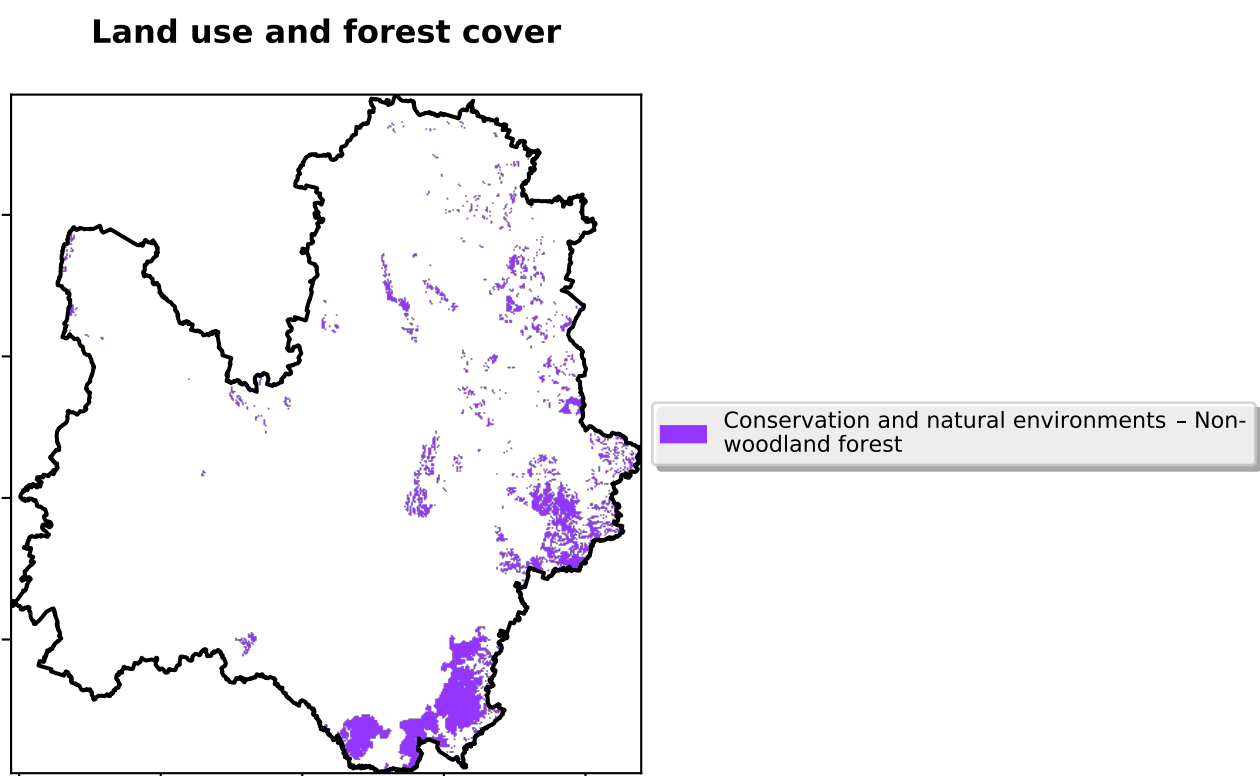 Land use and forest cover
Conservation and natural environments – Non-
woodland forest